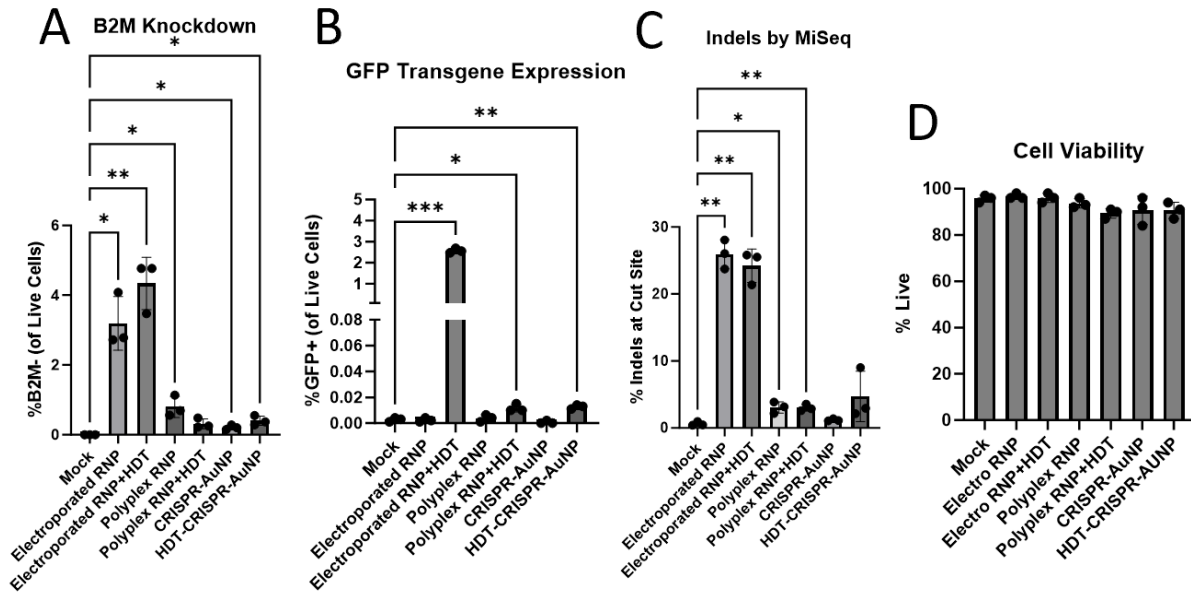 A
B2M Knockdown
*
*
*
**
*
%B2M- (of Live Cells)
6
4
2
0
Mock
Electroporated RNP
Electroporated RNP+HDT
Polyplex RNP
Polyplex RNP+HDT
CRISPR-AuNP
HDT-CRISPR-AuNP
B
GFP Transgene Expression
**
*
***
%GFP+ (of Live Cells)
5
4
3
2
1
0.08
0.06
0.04
0.02
0.00
Mock
Electroporated RNP
Electroporated RNP+HDT
Polyplex RNP
Polyplex RNP+HDT
CRISPR-AuNP
HDT-CRISPR-AuNP
C
Indels by MiSeq
**
*
**
**
% Indels at Cut Site
30
20
10
0
Mock
Electroporated RNP
Electroporated RNP+HDT
Polyplex RNP
Polyplex RNP+HDT
CRISPR-AuNP
HDT-CRISPR-AuNP
D
Cell Viability
% Live
100
80
60
40
20
0
Mock
Electro RNP
Electro RNP+HDT
Polyplex RNP
Polyplex RNP+HDT
CRISPR-AuNP
HDT-CRISPR-AUNP